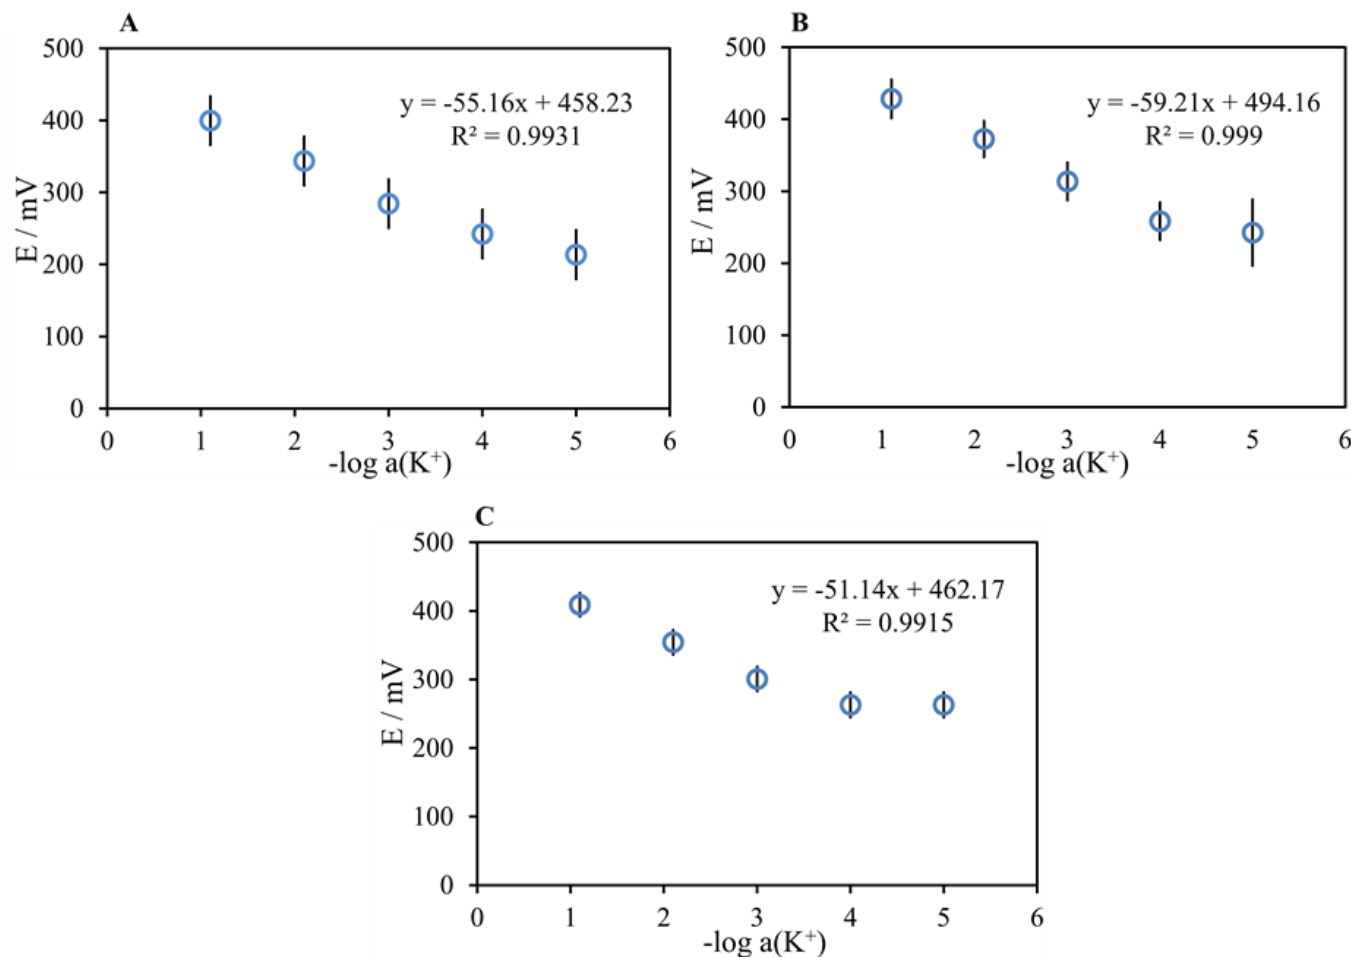 A
500
400
300
200
100
0
0 1 2 3 4 5 6
E / mV
-log a(K⁺)
y = -55.16x + 458.23
R² = 0.9931
B
500
400
300
200
100
0
0 1 2 3 4 5 6
E / mV
-log a(K⁺)
y = -59.21x + 494.16
R² = 0.999
C
500
400
300
200
100
0
0 1 2 3 4 5 6
E / mV
-log a(K⁺)
y = -51.14x + 462.17
R² = 0.9915